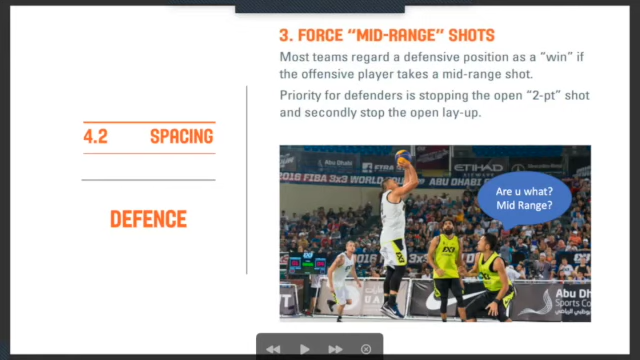 3. FORCE “MID-RANGE” SHOTS
Most teams regard a defensive position as a “win” if
the offensive player takes a mid-range shot.
Priority for defenders is stopping the open “2-pt” shot
and secondly stop the open lay-up.
4.2 SPACING
DEFENCE
Abu Dhabi
ETIHAD
2016 FIBA 3x3 WORLD
ABU DHABI
Are u what?
Mid Range?
Abu Dh
Sports Co